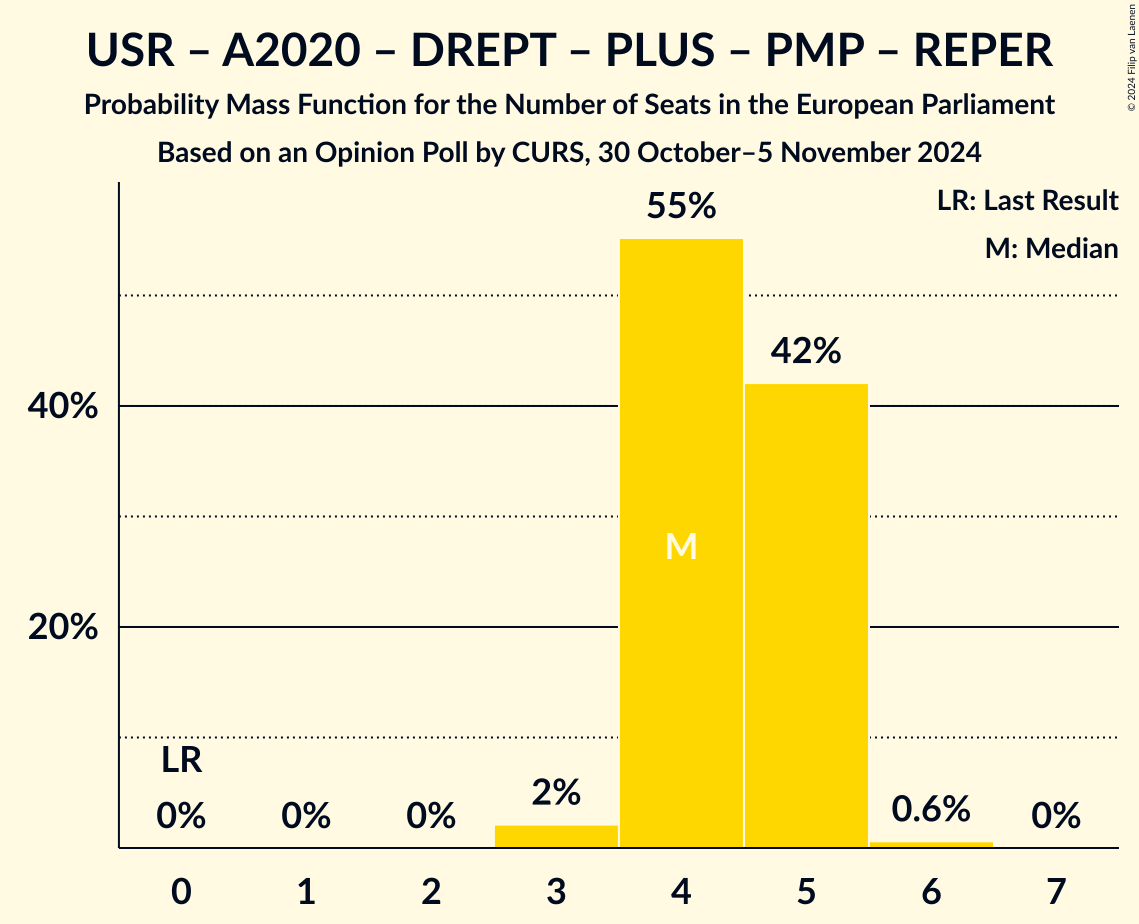 USR – A2020 – DREPT – PLUS – PMP – REPER
Probability Mass Function for the Number of Seats in the European Parliament
Based on an Opinion Poll by CURS, 30 October–5 November 2024
© 2024 Filip van Laenen
LR: Last Result
M: Median
55%
42%
40%
M
20%
LR
0%
0%
0%
2%
0.6%
0%
0 1 2 3 4 5 6 7